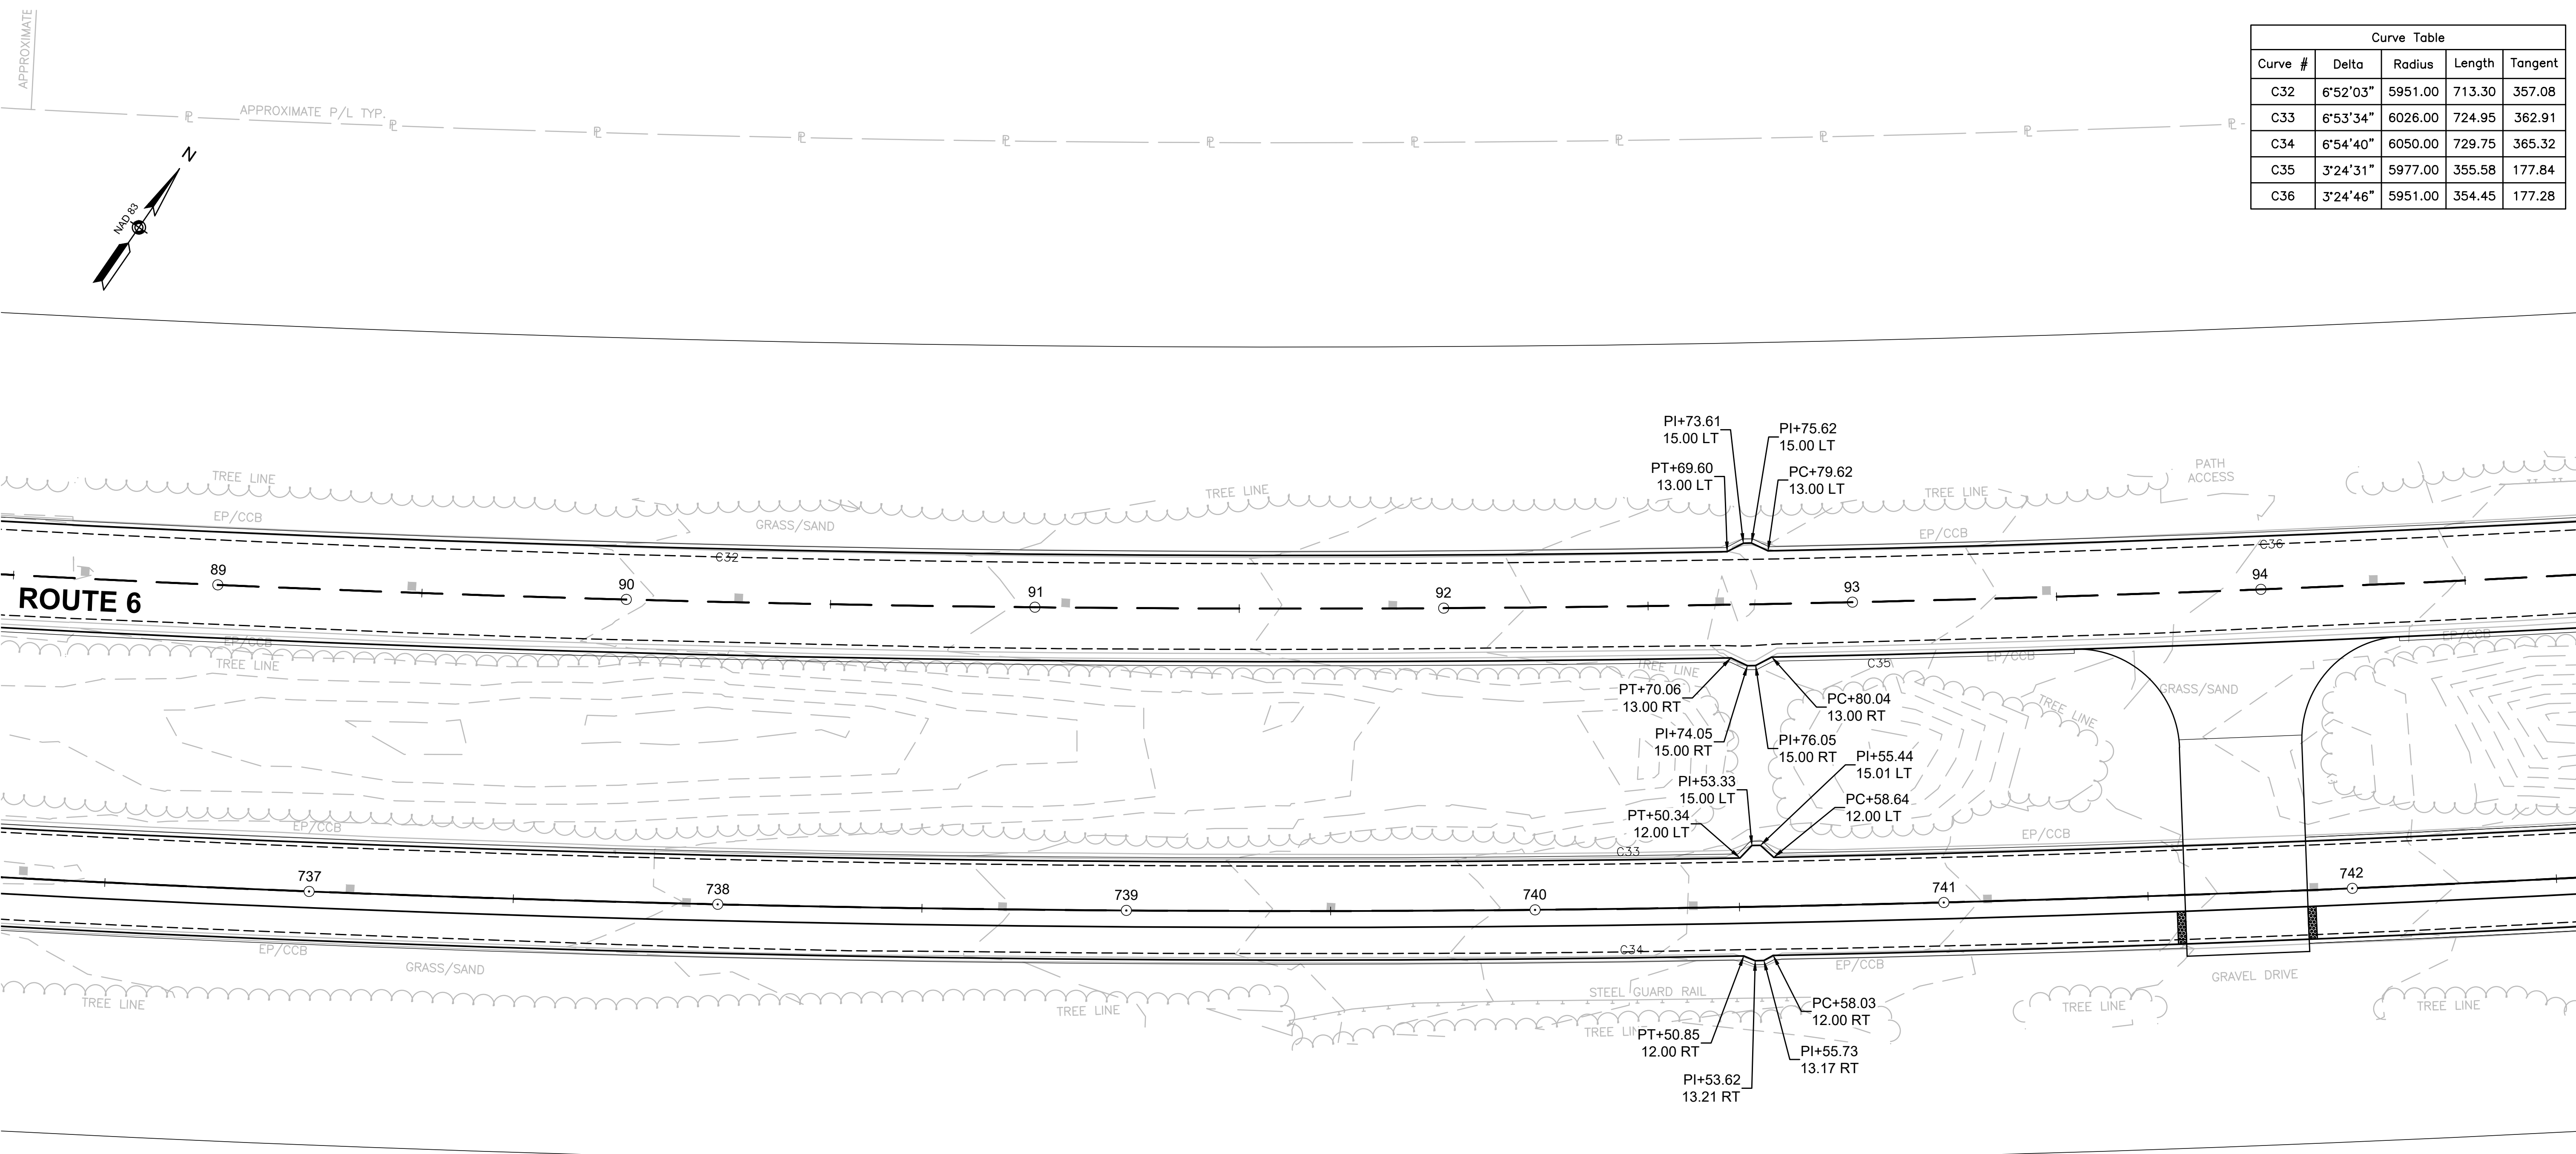 APPROXIMATE
APPROXIMATE P/L TYP.
Curve Table
Curve # Delta Radius Length Tangent
C32 6°52'03" 5951.00 713.30 357.08
C33 6°53'34" 6026.00 724.95 362.91
C34 6°54'40" 6050.00 729.75 365.32
C35 3°24'31" 5977.00 355.58 177.84
C36 3°24'46" 5951.00 354.45 177.28
N
NAD 83
PI+73.61
15.00 LT
PI+75.62
15.00 LT
PT+69.60
13.00 LT
PC+79.62
13.00 LT
TREE LINE
TREE LINE
TREE LINE
PATH
ACCESS
EP/CCB
GRASS/SAND
EP/CCB
C32
C36
89
90
91
92
93
94
ROUTE 6
EP/CCB
TREE LINE
TREE LINE
C35
EP/CCB
EP/CCB
PT+70.06
13.00 RT
PC+80.04
13.00 RT
GRASS/SAND
TREE LINE
PI+74.05
15.00 RT
PI+76.05
15.00 RT
PI+55.44
15.01 LT
PI+53.33
15.00 LT
PC+58.64
12.00 LT
PT+50.34
12.00 LT
EP/CCB
EP/CCB
C33
737
738
739
740
741
742
EP/CCB
GRASS/SAND
C34
EP/CCB
GRAVEL DRIVE
TREE LINE
TREE LINE
STEEL GUARD RAIL
TREE LINE
TREE LINE
TREE LINE
PC+58.03
12.00 RT
PT+50.85
12.00 RT
PI+55.73
13.17 RT
PI+53.62
13.21 RT